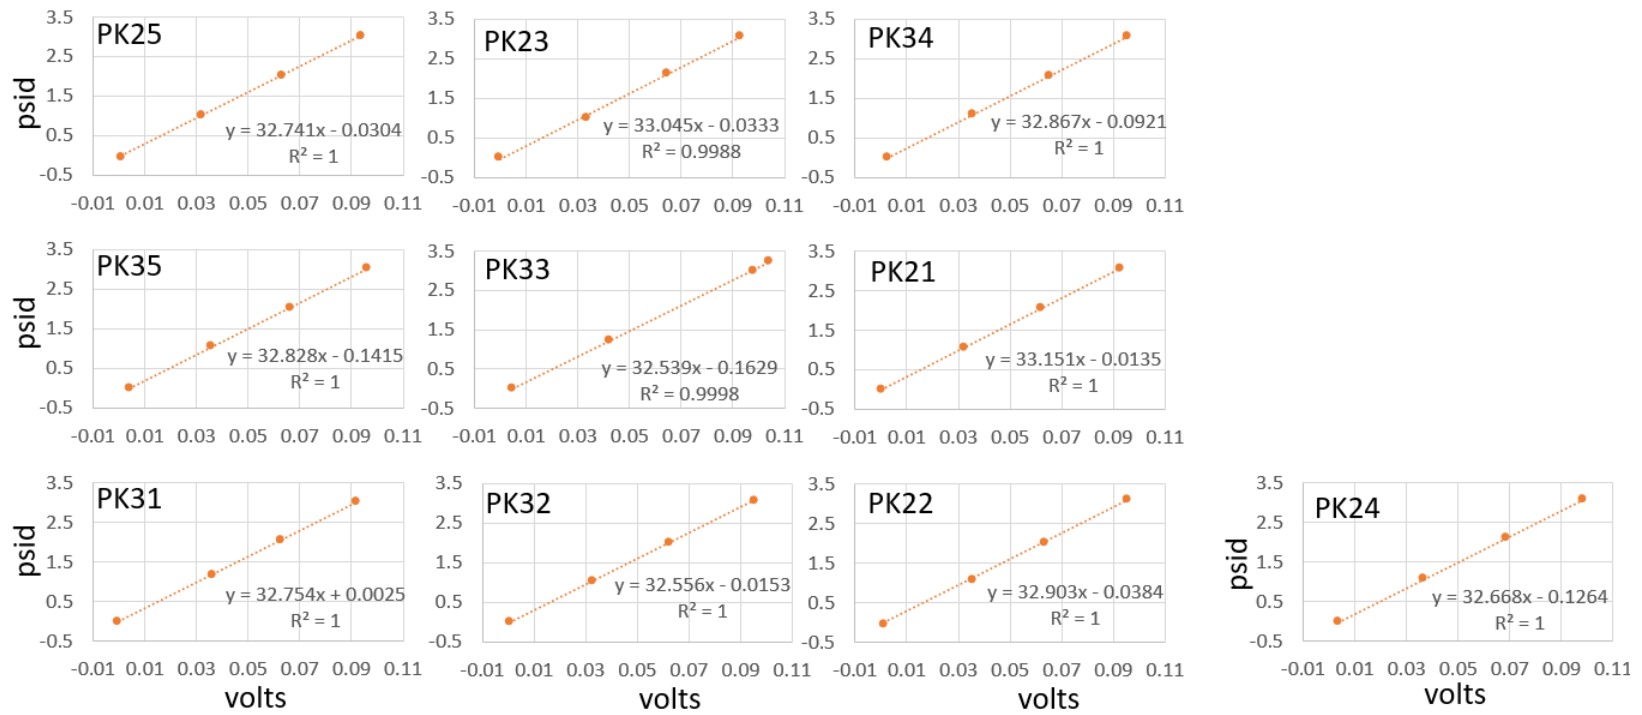 PK25
psid
3.5
2.5
1.5
0.5
-0.5
y = 32.741x - 0.0304
R² = 1
-0.01 0.01 0.03 0.05 0.07 0.09 0.11
PK23
3.5
2.5
1.5
0.5
-0.5
y = 33.045x - 0.0333
R² = 0.9988
-0.01 0.01 0.03 0.05 0.07 0.09 0.11
PK34
3.5
2.5
1.5
0.5
-0.5
y = 32.867x - 0.0921
R² = 1
-0.01 0.01 0.03 0.05 0.07 0.09 0.11
PK35
psid
3.5
2.5
1.5
0.5
-0.5
y = 32.828x - 0.1415
R² = 1
-0.01 0.01 0.03 0.05 0.07 0.09 0.11
PK33
3.5
2.5
1.5
0.5
-0.5
y = 32.539x - 0.1629
R² = 0.9998
-0.01 0.01 0.03 0.05 0.07 0.09 0.11
PK21
3.5
2.5
1.5
0.5
-0.5
y = 33.151x - 0.0135
R² = 1
-0.01 0.01 0.03 0.05 0.07 0.09 0.11
PK31
psid
3.5
2.5
1.5
0.5
-0.5
y = 32.754x + 0.0025
R² = 1
-0.01 0.01 0.03 0.05 0.07 0.09 0.11
volts
PK32
3.5
2.5
1.5
0.5
-0.5
y = 32.556x - 0.0153
R² = 1
-0.01 0.01 0.03 0.05 0.07 0.09 0.11
volts
PK22
3.5
2.5
1.5
0.5
-0.5
y = 32.903x - 0.0384
R² = 1
-0.01 0.01 0.03 0.05 0.07 0.09 0.11
volts
PK24
psid
3.5
2.5
1.5
0.5
-0.5
y = 32.668x - 0.1264
R² = 1
-0.01 0.01 0.03 0.05 0.07 0.09 0.11
volts